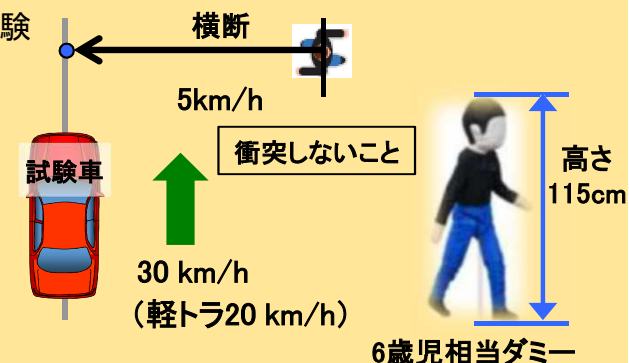 験
横断
5km/h
衝突しないこと
試験車
高さ
115cm
30 km/h
（軽トラ20 km/h）
6歳児相当ダミー